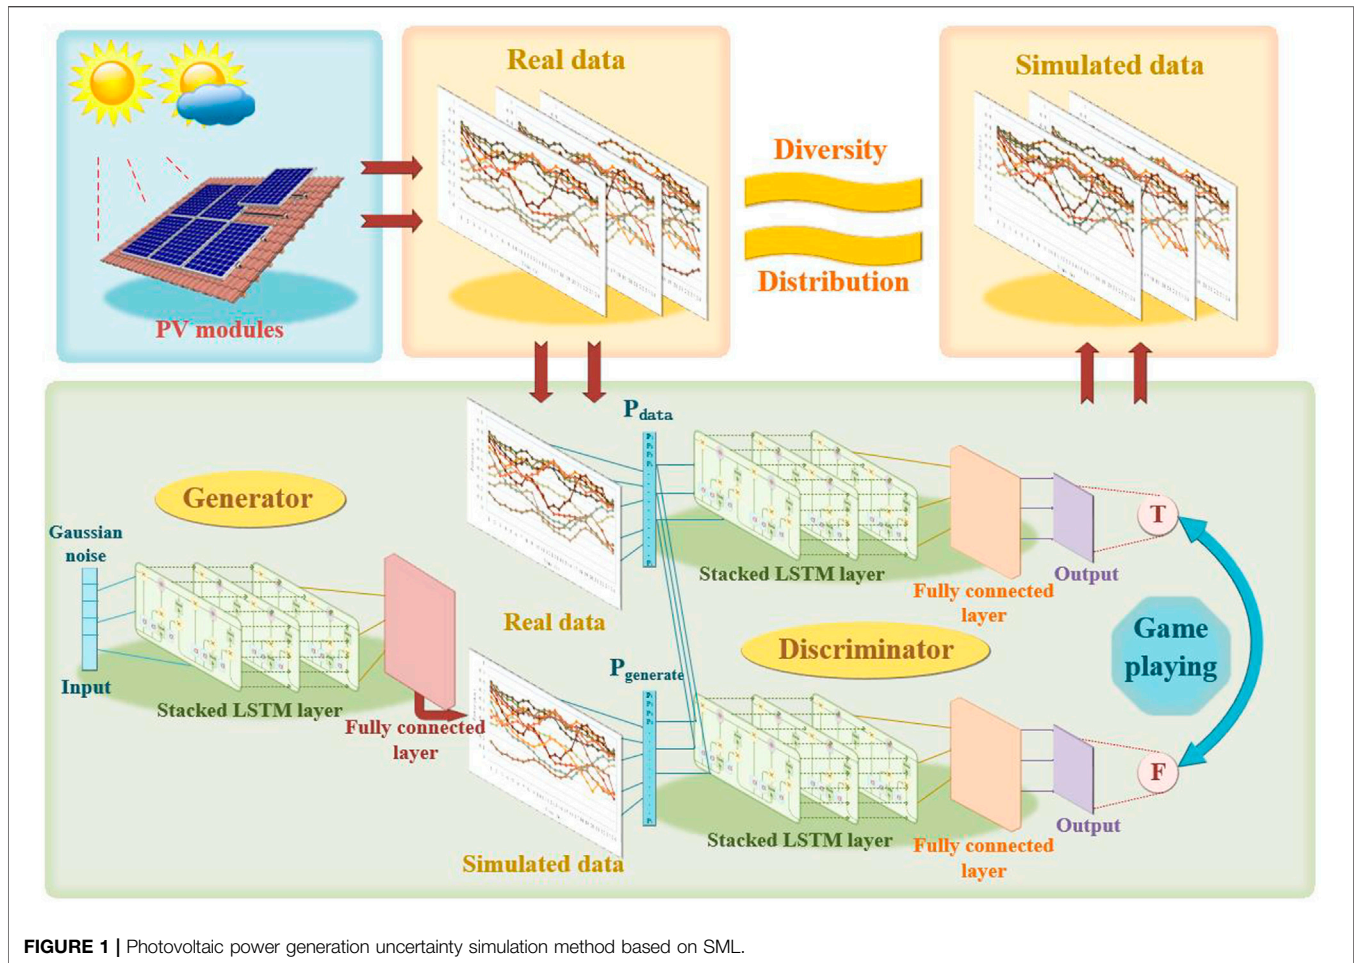 Real data
Simulated data
Diversity
Distribution
PV modules
P_data
Generator
Gaussian
noise
Input
Stacked LSTM layer
Fully connected
layer
Real data
Stacked LSTM layer
Fully connected
layer
Output
T
Game
playing
Discriminator
P_generate
Simulated data
Stacked LSTM layer
Fully connected
layer
Output
F
FIGURE 1 | Photovoltaic power generation uncertainty simulation method based on SML.